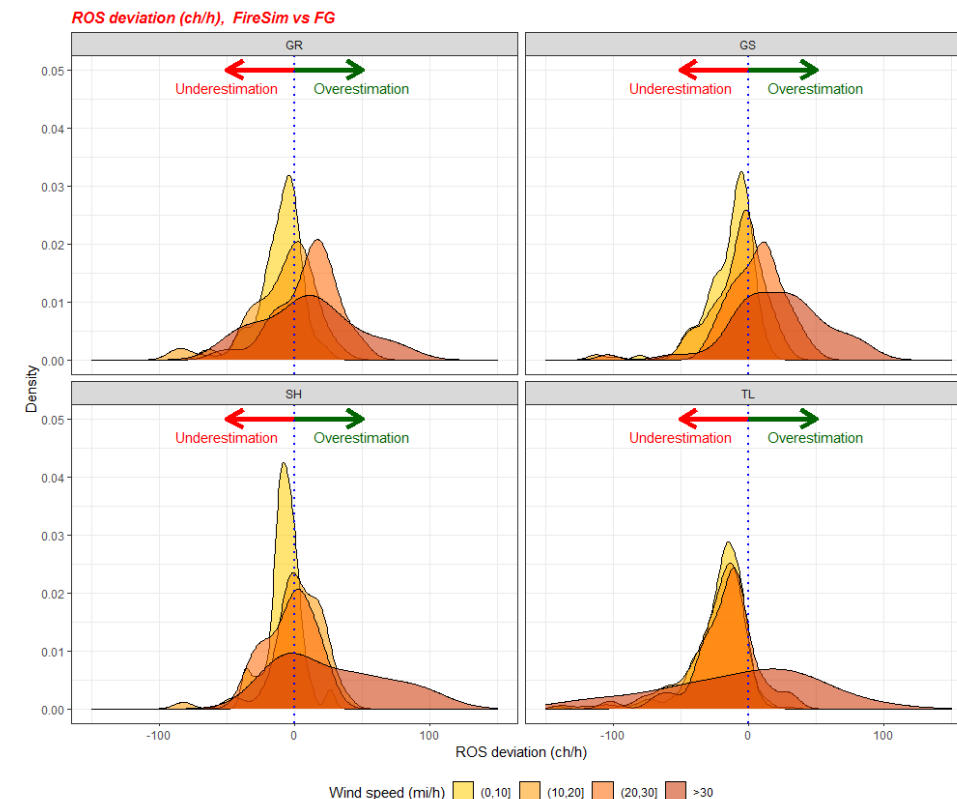 ROS deviation (ch/h), FireSim vs FG
GR
GS
Underestimation
Overestimation
Underestimation
Overestimation
0.05
0.04
0.03
0.02
0.01
0.00
Density
SH
TL
Underestimation
Overestimation
Underestimation
Overestimation
0.05
0.04
0.03
0.02
0.01
0.00
-100
0
100
-100
0
100
ROS deviation (ch/h)
Wind speed (mi/h) (0,10] (10,20] (20,30] >30